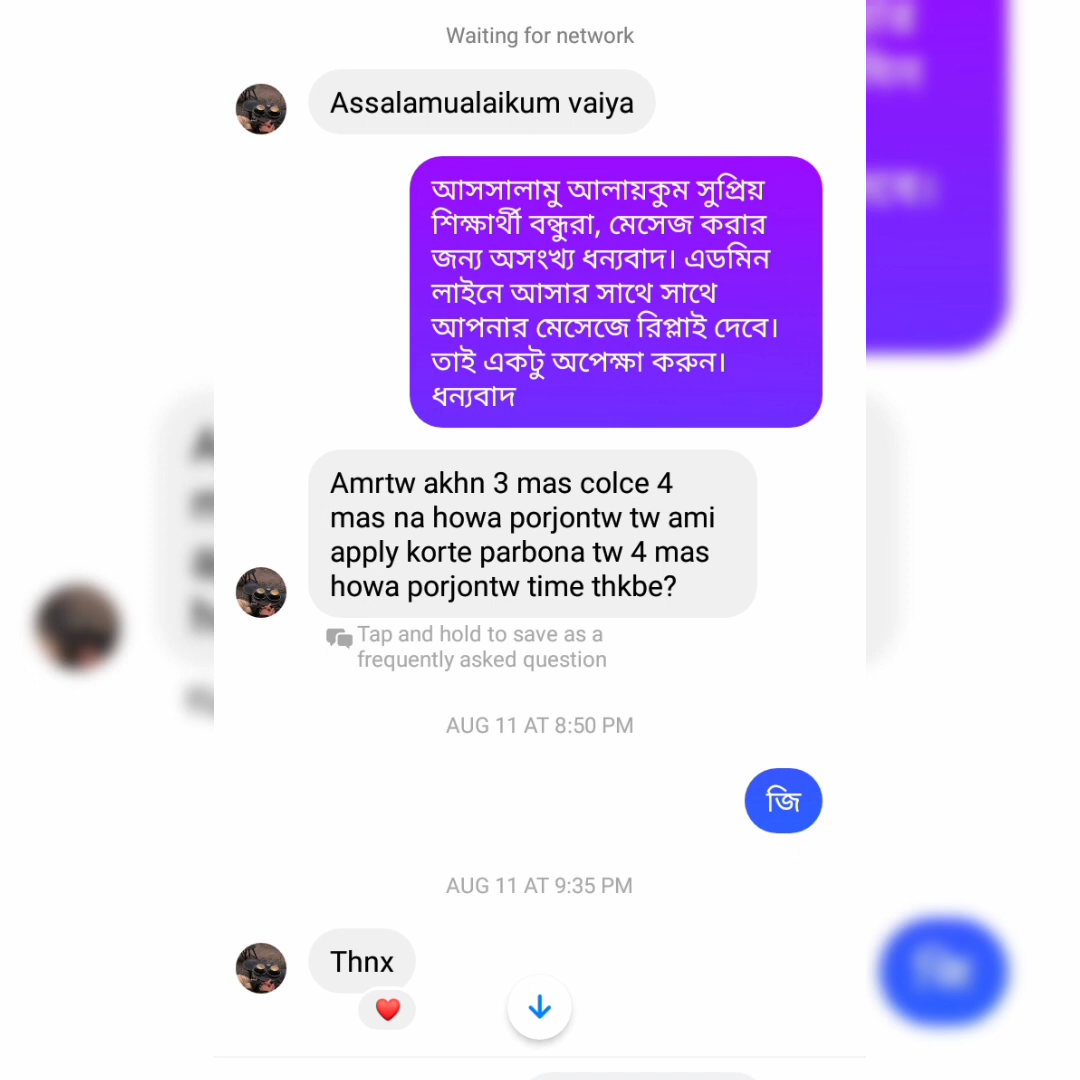 Waiting for network
Assalamualaikum vaiya
আসসালামু আলায়কুম সুপ্রিয়
শিক্ষার্থী বন্ধুরা, মেসেজ করার
জন্য অসংখ্য ধন্যবাদ। এডমিন
লাইনে আসার সাথে সাথে
আপনার মেসেজে রিপ্লাই দেবে।
তাই একটু অপেক্ষা করুন।
ধন্যবাদ
Amrtw akhn 3 mas colce 4
mas na howa porjontw tw ami
apply korte parbona tw 4 mas
howa porjontw time thkbe?
Tap and hold to save as a
frequently asked question
AUG 11 AT 8:50 PM
জি
AUG 11 AT 9:35 PM
Thnx